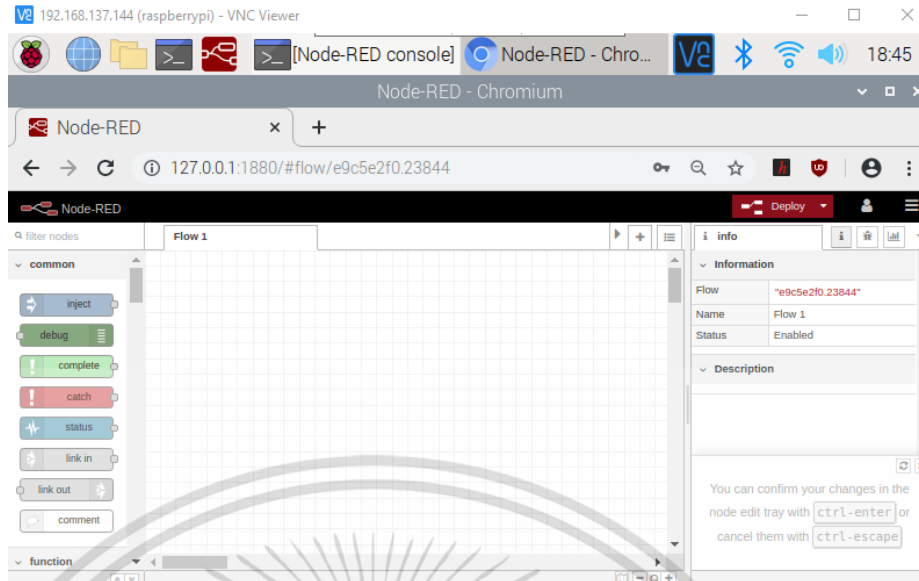 192.168.137.144 (raspberrypi) - VNC Viewer
[Node-RED console] Node-RED - Chro... 18:45
Node-RED - Chromium
Node-RED
127.0.0.1:1880/#flow/e9c5e2f0.23844
Node-RED Deploy
filter nodes Flow 1 info
common Information
Flow "e9c5e2f0.23844"
inject Name Flow 1
debug Status Enabled
complete Description
catch
status
link in
link out You can confirm your changes in the
comment node edit tray with ctrl-enter or
cancel them with ctrl-escape
function